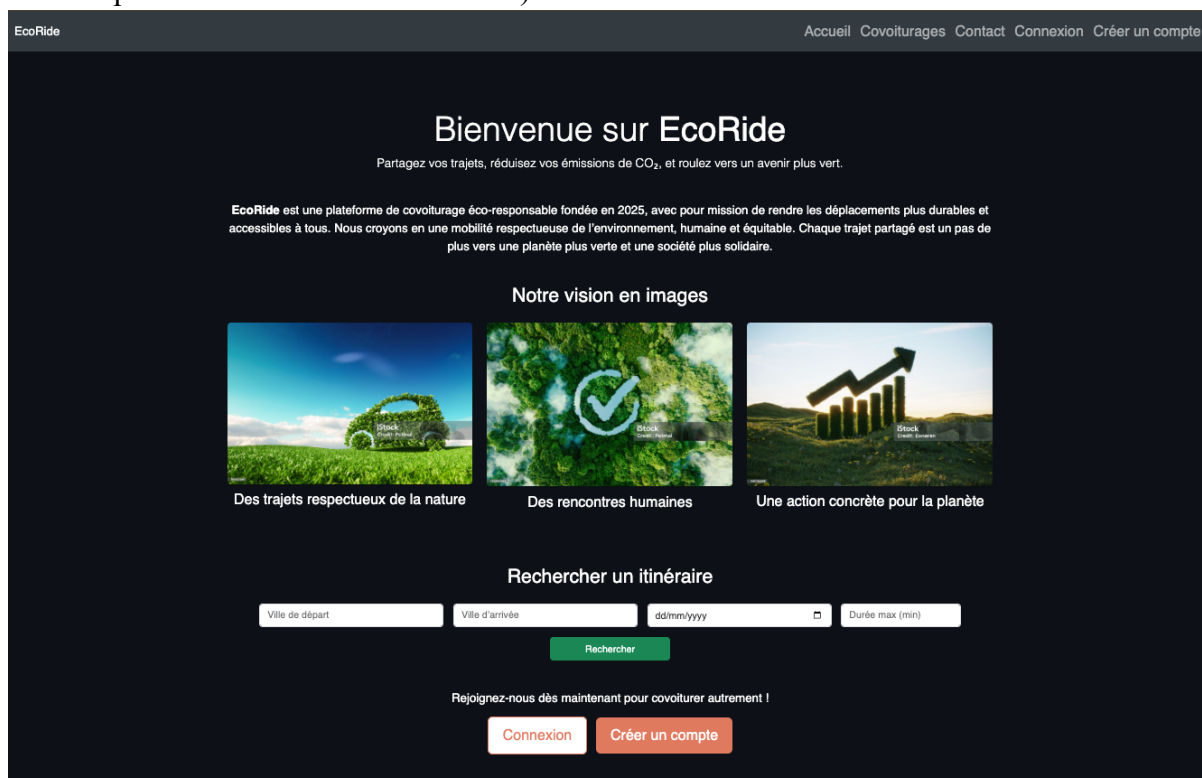 EcoRide
Accueil Covoiturages Contact Connexion Créer un compte
Bienvenue sur EcoRide
Partagez vos trajets, réduisez vos émissions de CO₂, et roulez vers un avenir plus vert.
EcoRide est une plateforme de covoiturage éco-responsable fondée en 2025, avec pour mission de rendre les déplacements plus durables et
accessibles à tous. Nous croyons en une mobilité respectueuse de l'environnement, humaine et équitable. Chaque trajet partagé est un pas de
plus vers une planète plus verte et une société plus solidaire.
Notre vision en images
iStock
Credit: Petmal
iStock
Credit: Petmal
iStock
Des trajets respectueux de la nature
Des rencontres humaines
Une action concrète pour la planète
Rechercher un itinéraire
Ville de départ
Ville d'arrivée
dd/mm/yyyy
Durée max (min)
Rechercher
Rejoignez-nous dès maintenant pour covoiturer autrement !
Connexion
Créer un compte